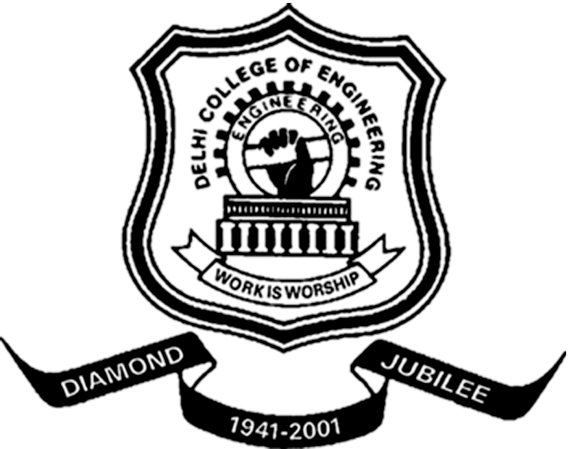 DELHI COLLEGE OF ENGINEERING
ENGINEERING
WORK IS WORSHIP
DIAMOND
1941-2001
JUBILEE